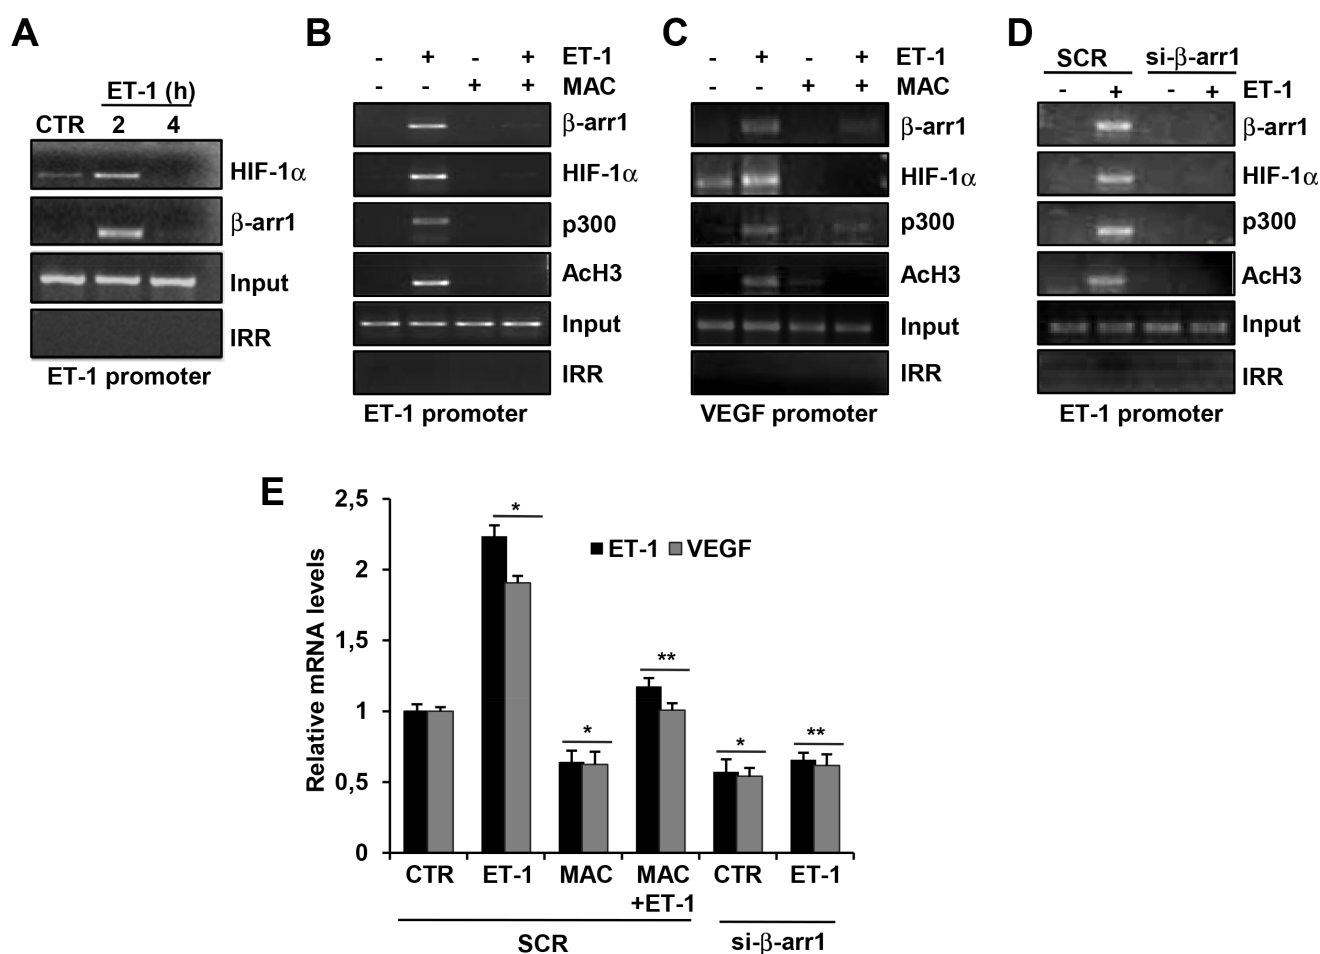 A
ET-1 (h)
CTR 2 4
HIF-1α
β-arr1
Input
IRR
ET-1 promoter
B
- + - + ET-1
- - + + MAC
β-arr1
HIF-1α
p300
AcH3
Input
IRR
ET-1 promoter
C
- + - + ET-1
- - + + MAC
β-arr1
HIF-1α
p300
AcH3
Input
IRR
VEGF promoter
D
SCR si-β-arr1
- + - + ET-1
β-arr1
HIF-1α
p300
AcH3
Input
IRR
ET-1 promoter
E
Relative mRNA levels
2,5
2
1,5
1
0,5
0
ET-1 VEGF
* * ** * **
CTR ET-1 MAC MAC CTR ET-1
+ET-1
SCR si-β-arr1